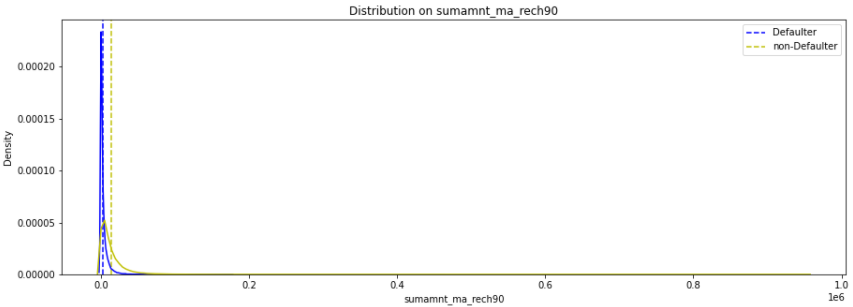 Distribution on sumamnt_ma_rech90
Defaulter
non-Defaulter
Density
0.00020
0.00015
0.00010
0.00005
0.00000
0.0
0.2
0.4
0.6
0.8
1.0
1e6
sumamnt_ma_rech90